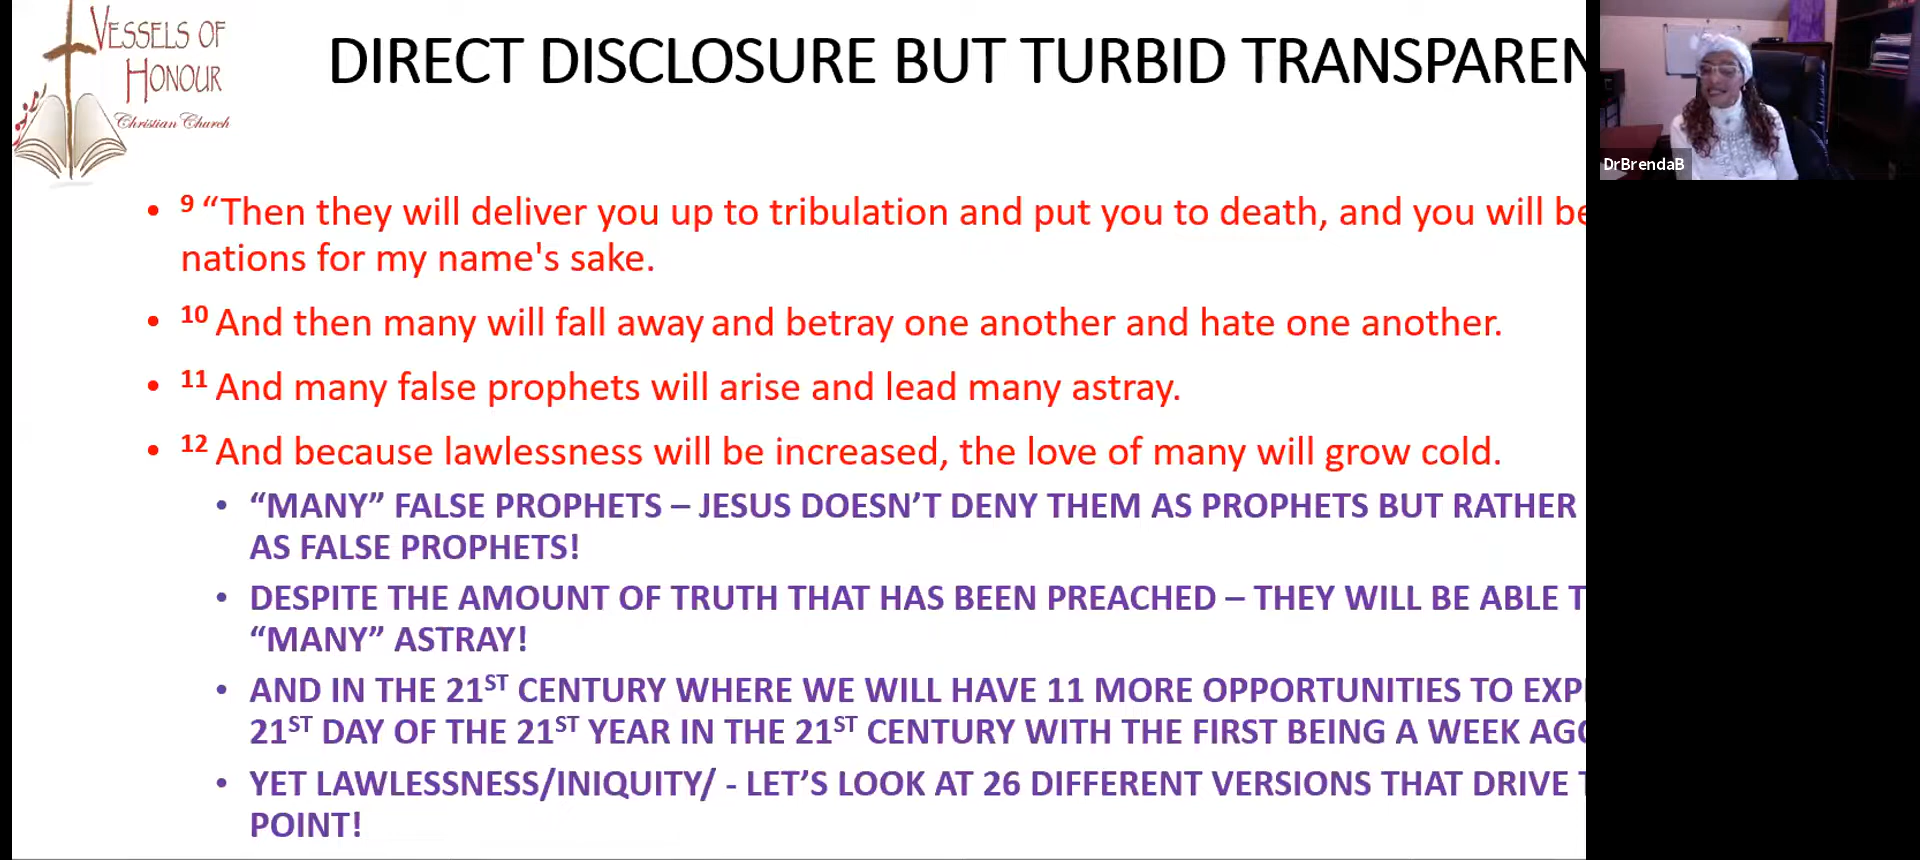 VESSELS OF
HONOUR
Christian Church
DIRECT DISCLOSURE BUT TURBID TRANSPAREN
• 9 “Then they will deliver you up to tribulation and put you to death, and you will be
nations for my name's sake.
• 10 And then many will fall away and betray one another and hate one another.
• 11 And many false prophets will arise and lead many astray.
• 12 And because lawlessness will be increased, the love of many will grow cold.
• “MANY” FALSE PROPHETS – JESUS DOESN’T DENY THEM AS PROPHETS BUT RATHER
AS FALSE PROPHETS!
• DESPITE THE AMOUNT OF TRUTH THAT HAS BEEN PREACHED – THEY WILL BE ABLE T
“MANY” ASTRAY!
• AND IN THE 21ST CENTURY WHERE WE WILL HAVE 11 MORE OPPORTUNITIES TO EXP
21ST DAY OF THE 21ST YEAR IN THE 21ST CENTURY WITH THE FIRST BEING A WEEK AGO
• YET LAWLESSNESS/INIQUITY/ - LET’S LOOK AT 26 DIFFERENT VERSIONS THAT DRIVE T
POINT!
DrBrendaB